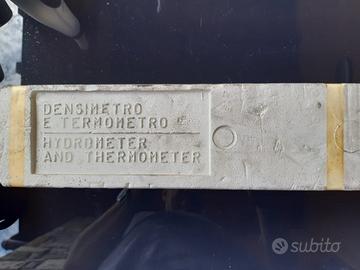 DENSIMETRO
E TERMOMETRO
HYDROMETER
AND THERMOMETER
subito